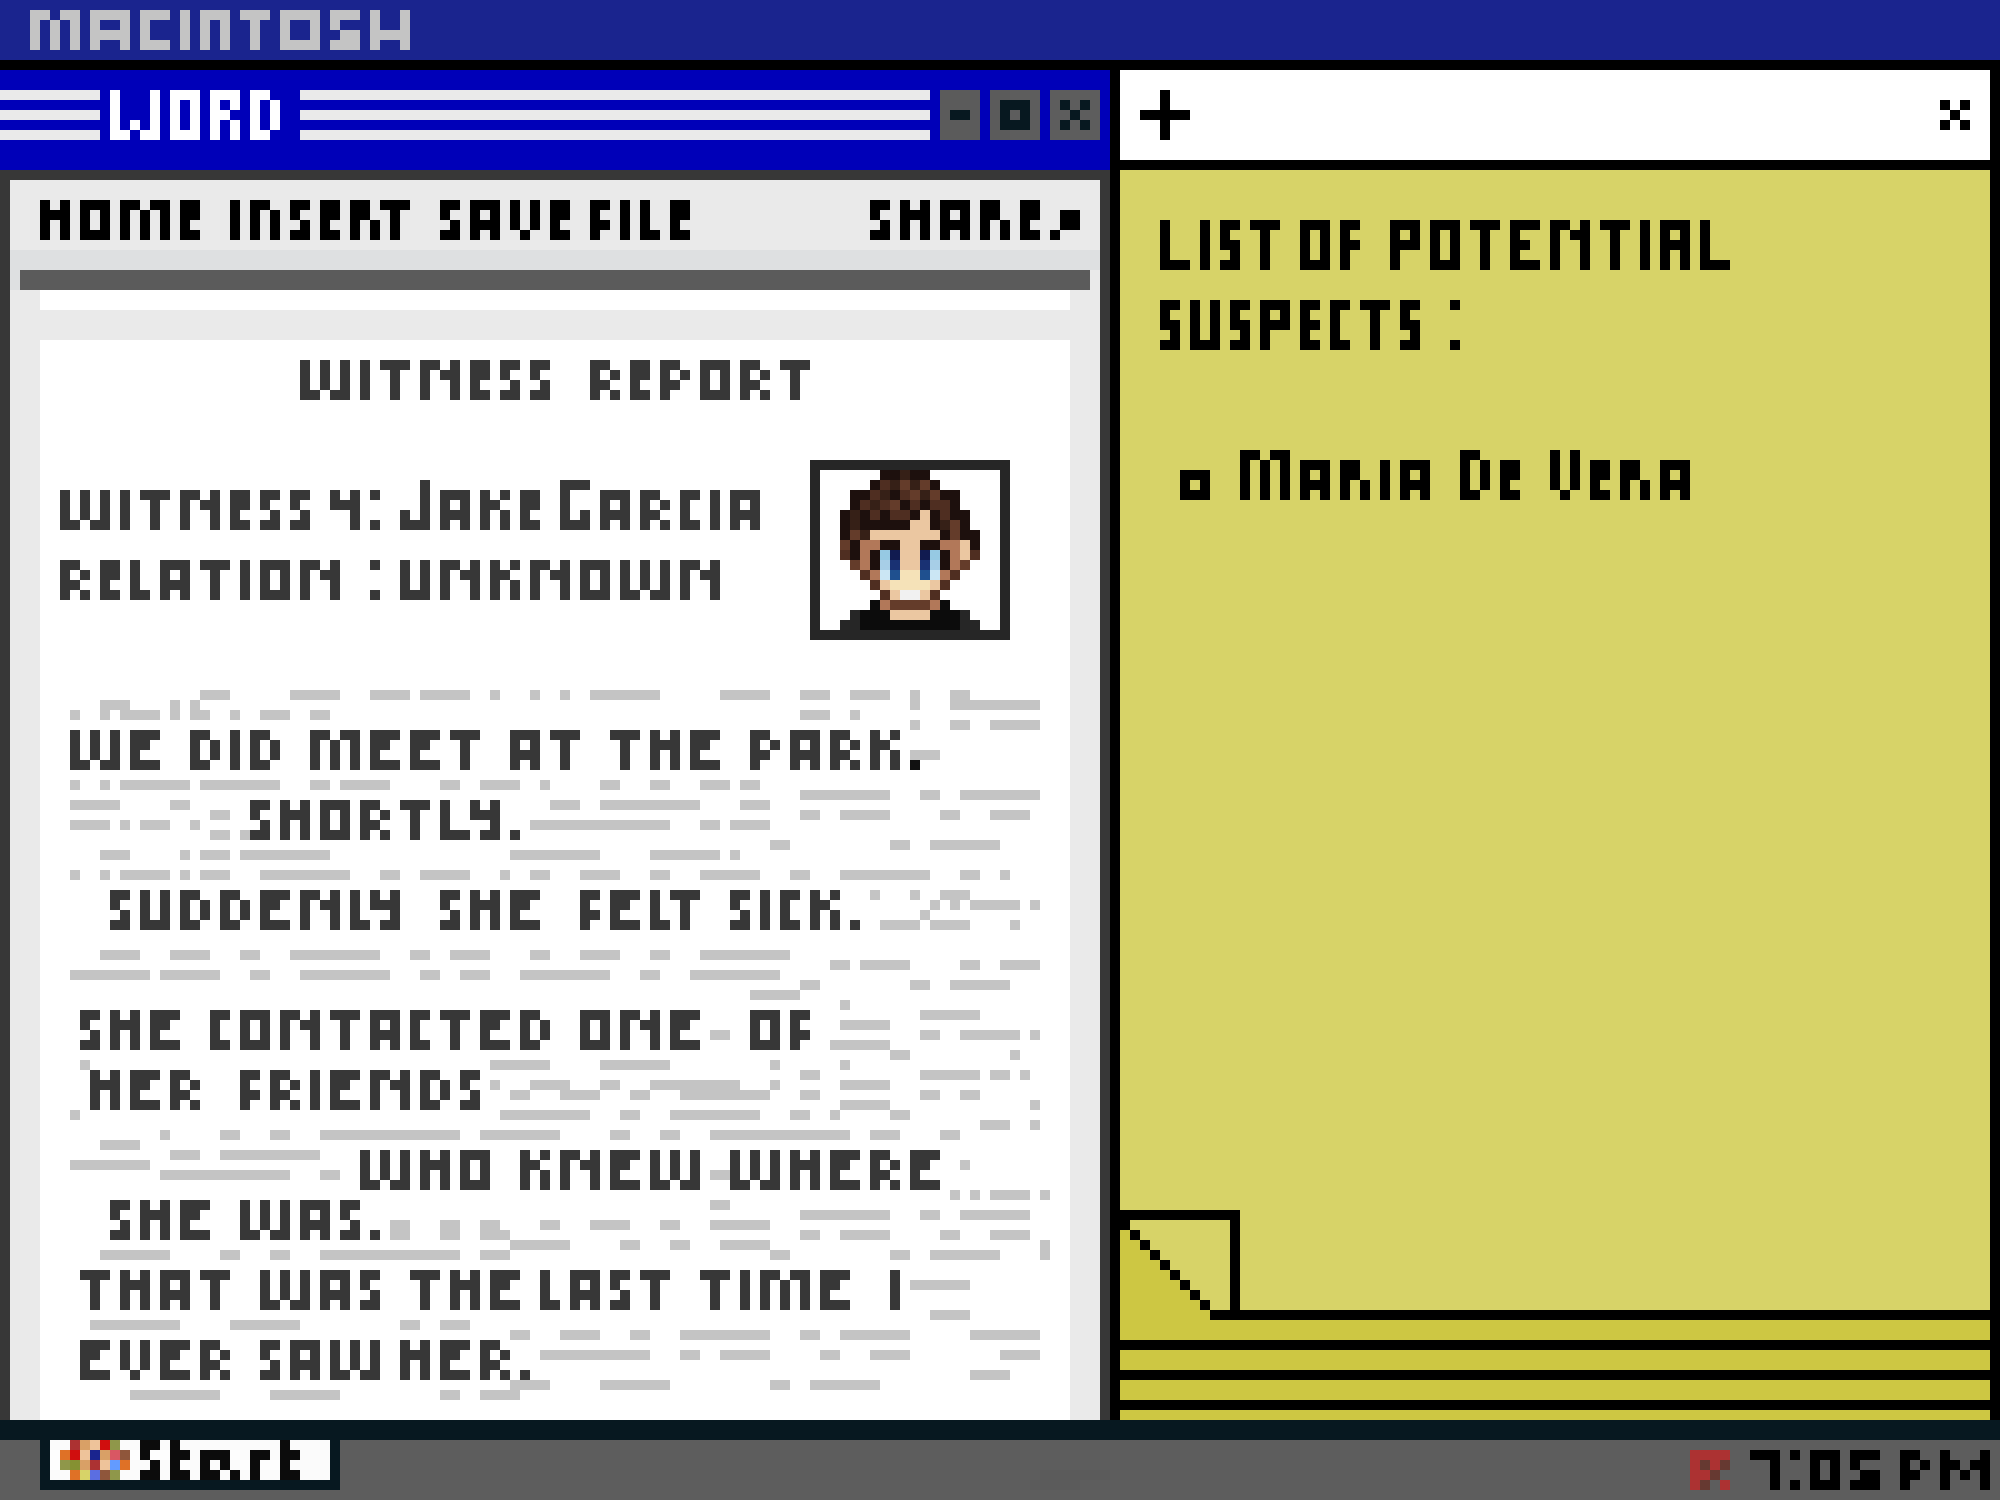 MACINTOSH
WORD
HOME INSERT SAVE FILE SHARE
WITNESS REPORT
WITNESS 4: JAKE GARCIA
RELATION : UNKNOWN
WE DID MEET AT THE PARK.
SHORTLY.
SUDDENLY SHE FELT SICK.
SHE CONTACTED ONE OF
HER FRIENDS
WHO KNEW WHERE
SHE WAS.
THAT WAS THE LAST TIME I
EVER SAW HER.
LIST OF POTENTIAL
SUSPECTS :
MARIA DE VERA
Start
7:05 PM